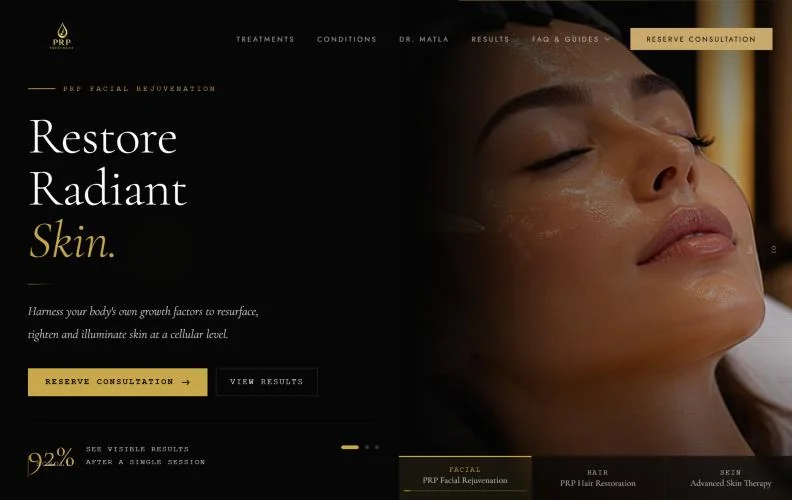 PRP
TREATMENT
TREATMENTS CONDITIONS DR. MATLA RESULTS FAQ & GUIDES RESERVE CONSULTATION
PRP FACIAL REJUVENATION
Restore
Radiant
Skin.
Harness your body's own growth factors to resurface,
tighten and illuminate skin at a cellular level.
RESERVE CONSULTATION → VIEW RESULTS
92%
SEE VISIBLE RESULTS
AFTER A SINGLE SESSION
FACIAL
PRP Facial Rejuvenation
HAIR
PRP Hair Restoration
SKIN
Advanced Skin Therapy